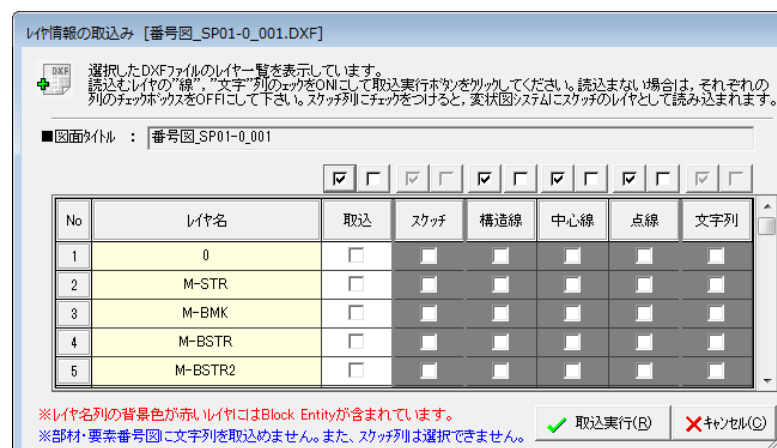 ﾚｲﾔ情報の取込み [番号図_SP01-0_001.DXF]
DXF
選択したDXFﾌｧｲﾙのﾚｲﾔ一覧を表示しています。
読込むﾚｲﾔの"線", "文字"列のｪｯｸをONにして取込実行ﾎﾞﾀﾝをｸﾘｯｸしてください。読込まない場合は, それぞれの
列のﾁｪｯｸﾎﾞｯｸｽをOFFにして下さい。ｽｹｯﾁ列にﾁｪｯｸをつけると, 変状図ｼｽﾃﾑにｽｹｯﾁのﾚｲﾔとして読み込まれます。
■図面ﾀｲﾄﾙ : 番号図_SP01-0_001
No ﾚｲﾔ名 取込 ｽｹｯﾁ 構造線 中心線 点線 文字列
1 0
2 M-STR
3 M-BMK
4 M-BSTR
5 M-BSTR2
※ﾚｲﾔ名列の背景色が赤いﾚｲﾔにはBlock Entityが含まれています。
※部材・要素番号図に文字列を取込めません。また、ｽｹｯﾁ列は選択できません。
取込実行(R) ｷｬﾝｾﾙ(C)